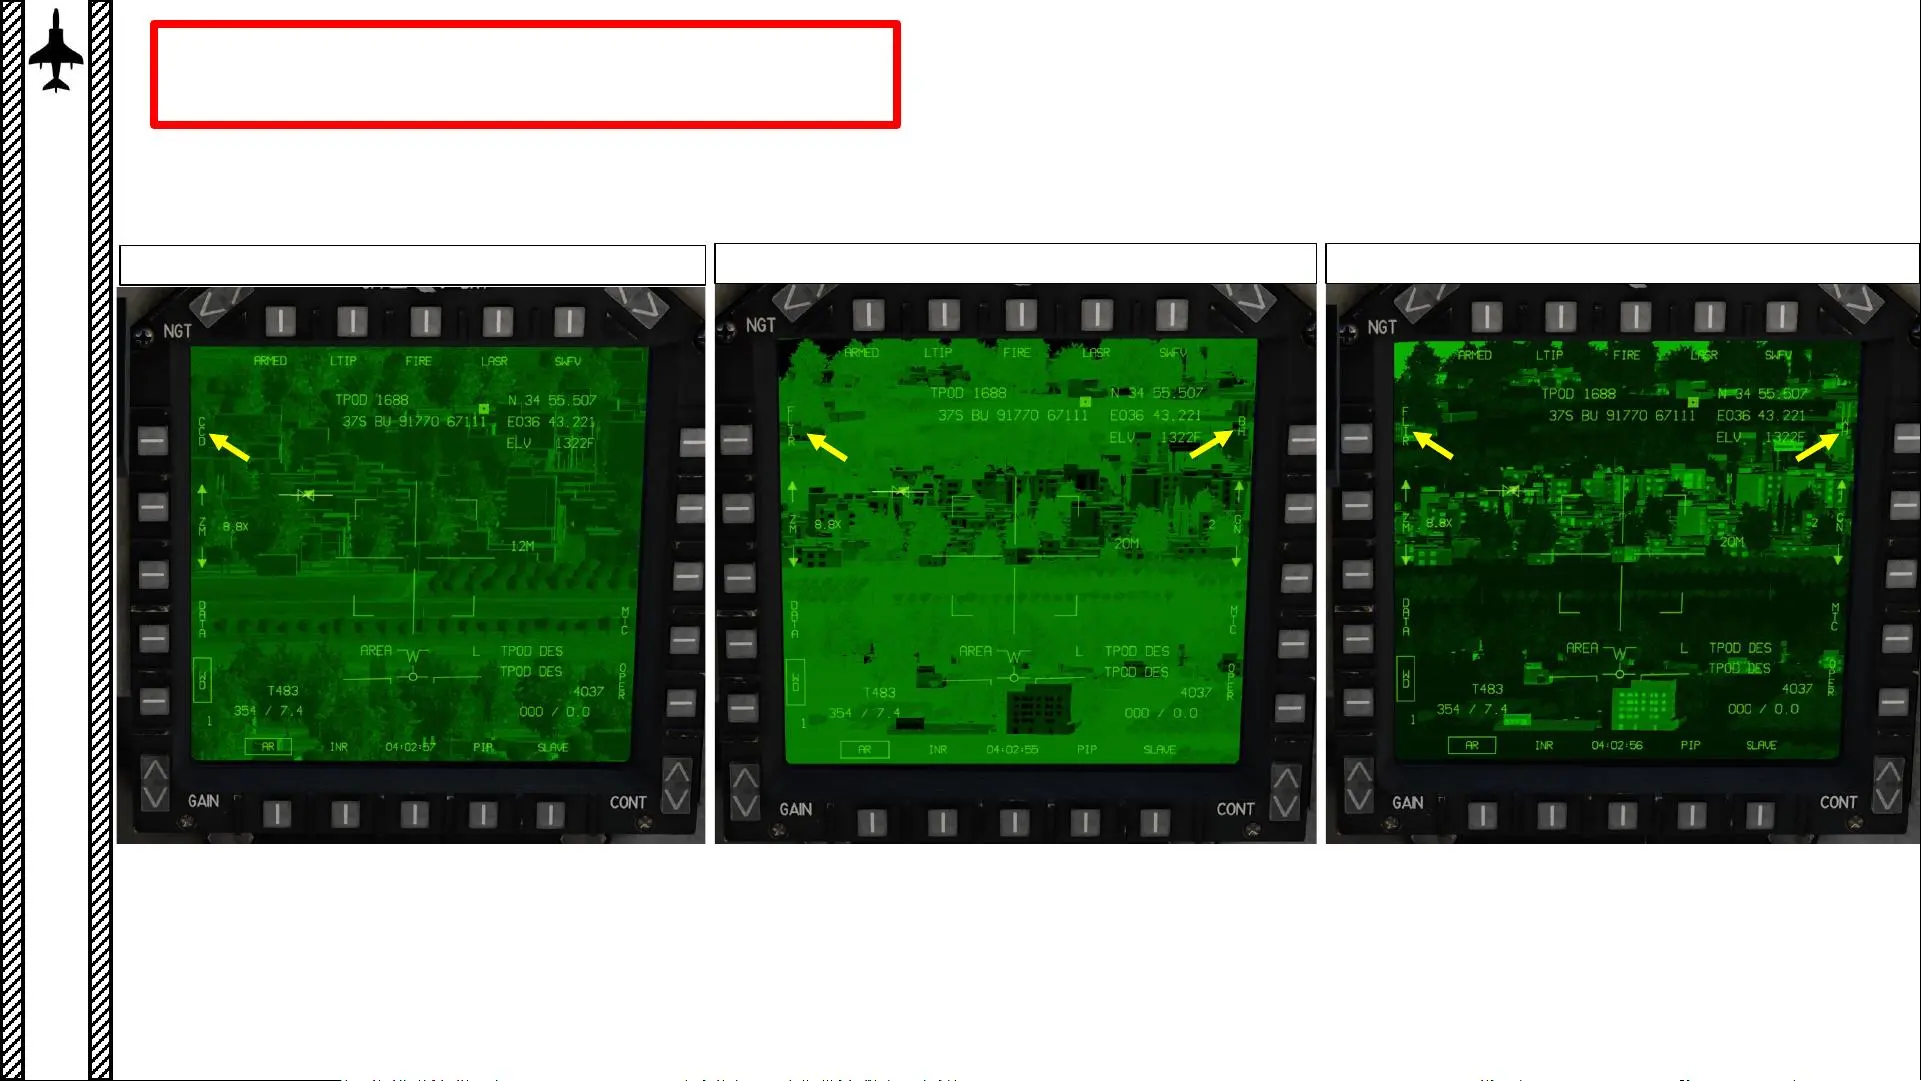 NGT
ARMED LTIP FIRE LASR SWFV
TPOD 1688 N 34 55.507
37S BU 91770 67111 E036 43.221
ELV 1322F
CCD
ZM 8.8X
12M
DATA
MTC
AREA W L TPOD DES
TPOD DES
WD
OPER
T483 4037
354 / 7.4 000 / 0.0
1
AR INR 04:02:57 PIP SLAVE
GAIN CONT
NGT
ARMED LTIP FIRE LASR SWFV
TPOD 1688 N 34 55.507
37S BU 91770 67111 E036 43.221
ELV 1322F
FLIR
BH
ZM 8.8X
2 GN
20M
DATA
MTC
AREA W L TPOD DES
TPOD DES
WD
OPER
T483 4037
354 / 7.4 000 / 0.0
1
AR INR 04:02:55 PIP SLAVE
GAIN CONT
NGT
ARMED LTIP FIRE LASR SWFV
TPOD 1688 N 34 55.507
37S BU 91770 67111 E036 43.221
ELV 1322F
FLIR
ZM 8.8X
2 GN
20M
DATA
MTC
AREA W L TPOD DES
TPOD DES
WD
OPER
T483 4037
354 / 7.4 000 / 0.0
1
AR INR 04:02:56 PIP SLAVE
GAIN CONT